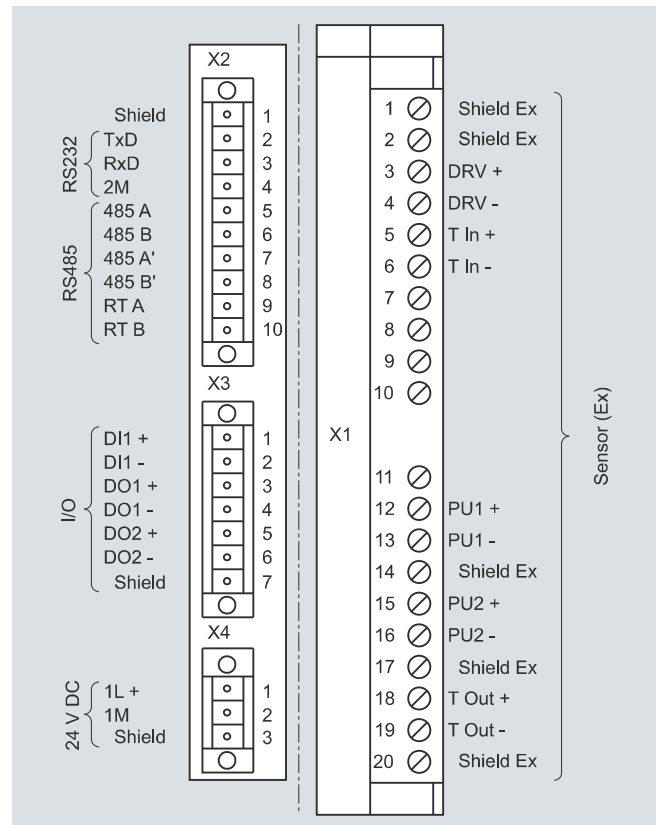 X2
Shield 1
RS232
TxD 2
RxD 3
2M 4
RS485
485 A 5
485 B 6
485 A' 7
485 B' 8
RT A 9
RT B 10
X3
I/O
DI1 + 1
DI1 - 2
DO1 + 3
DO1 - 4
DO2 + 5
DO2 - 6
Shield 7
X4
24 V DC
1L + 1
1M 2
Shield 3
X1
1 Shield Ex
2 Shield Ex
3 DRV +
4 DRV -
5 T In +
6 T In -
7
8
9
10
11
12 PU1 +
13 PU1 -
14 Shield Ex
15 PU2 +
16 PU2 -
17 Shield Ex
18 T Out +
19 T Out -
20 Shield Ex
Sensor (Ex)